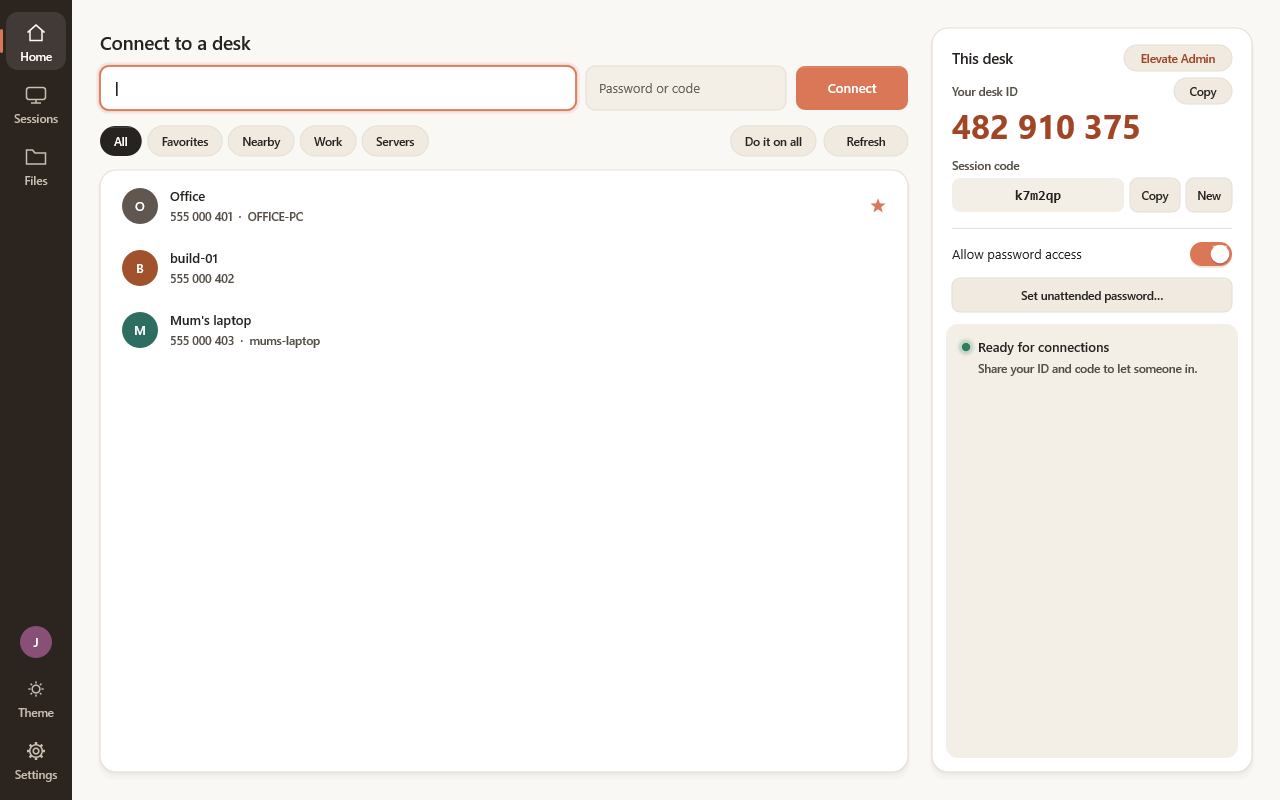 Home
Sessions
Files
J
Theme
Settings
Connect to a desk
Password or code
Connect
All
Favorites
Nearby
Work
Servers
Do it on all
Refresh
O
Office
555 000 401 · OFFICE-PC
B
build-01
555 000 402
M
Mum's laptop
555 000 403 · mums-laptop
This desk
Elevate Admin
Your desk ID
Copy
482 910 375
Session code
k7m2qp
Copy
New
Allow password access
Set unattended password...
Ready for connections
Share your ID and code to let someone in.